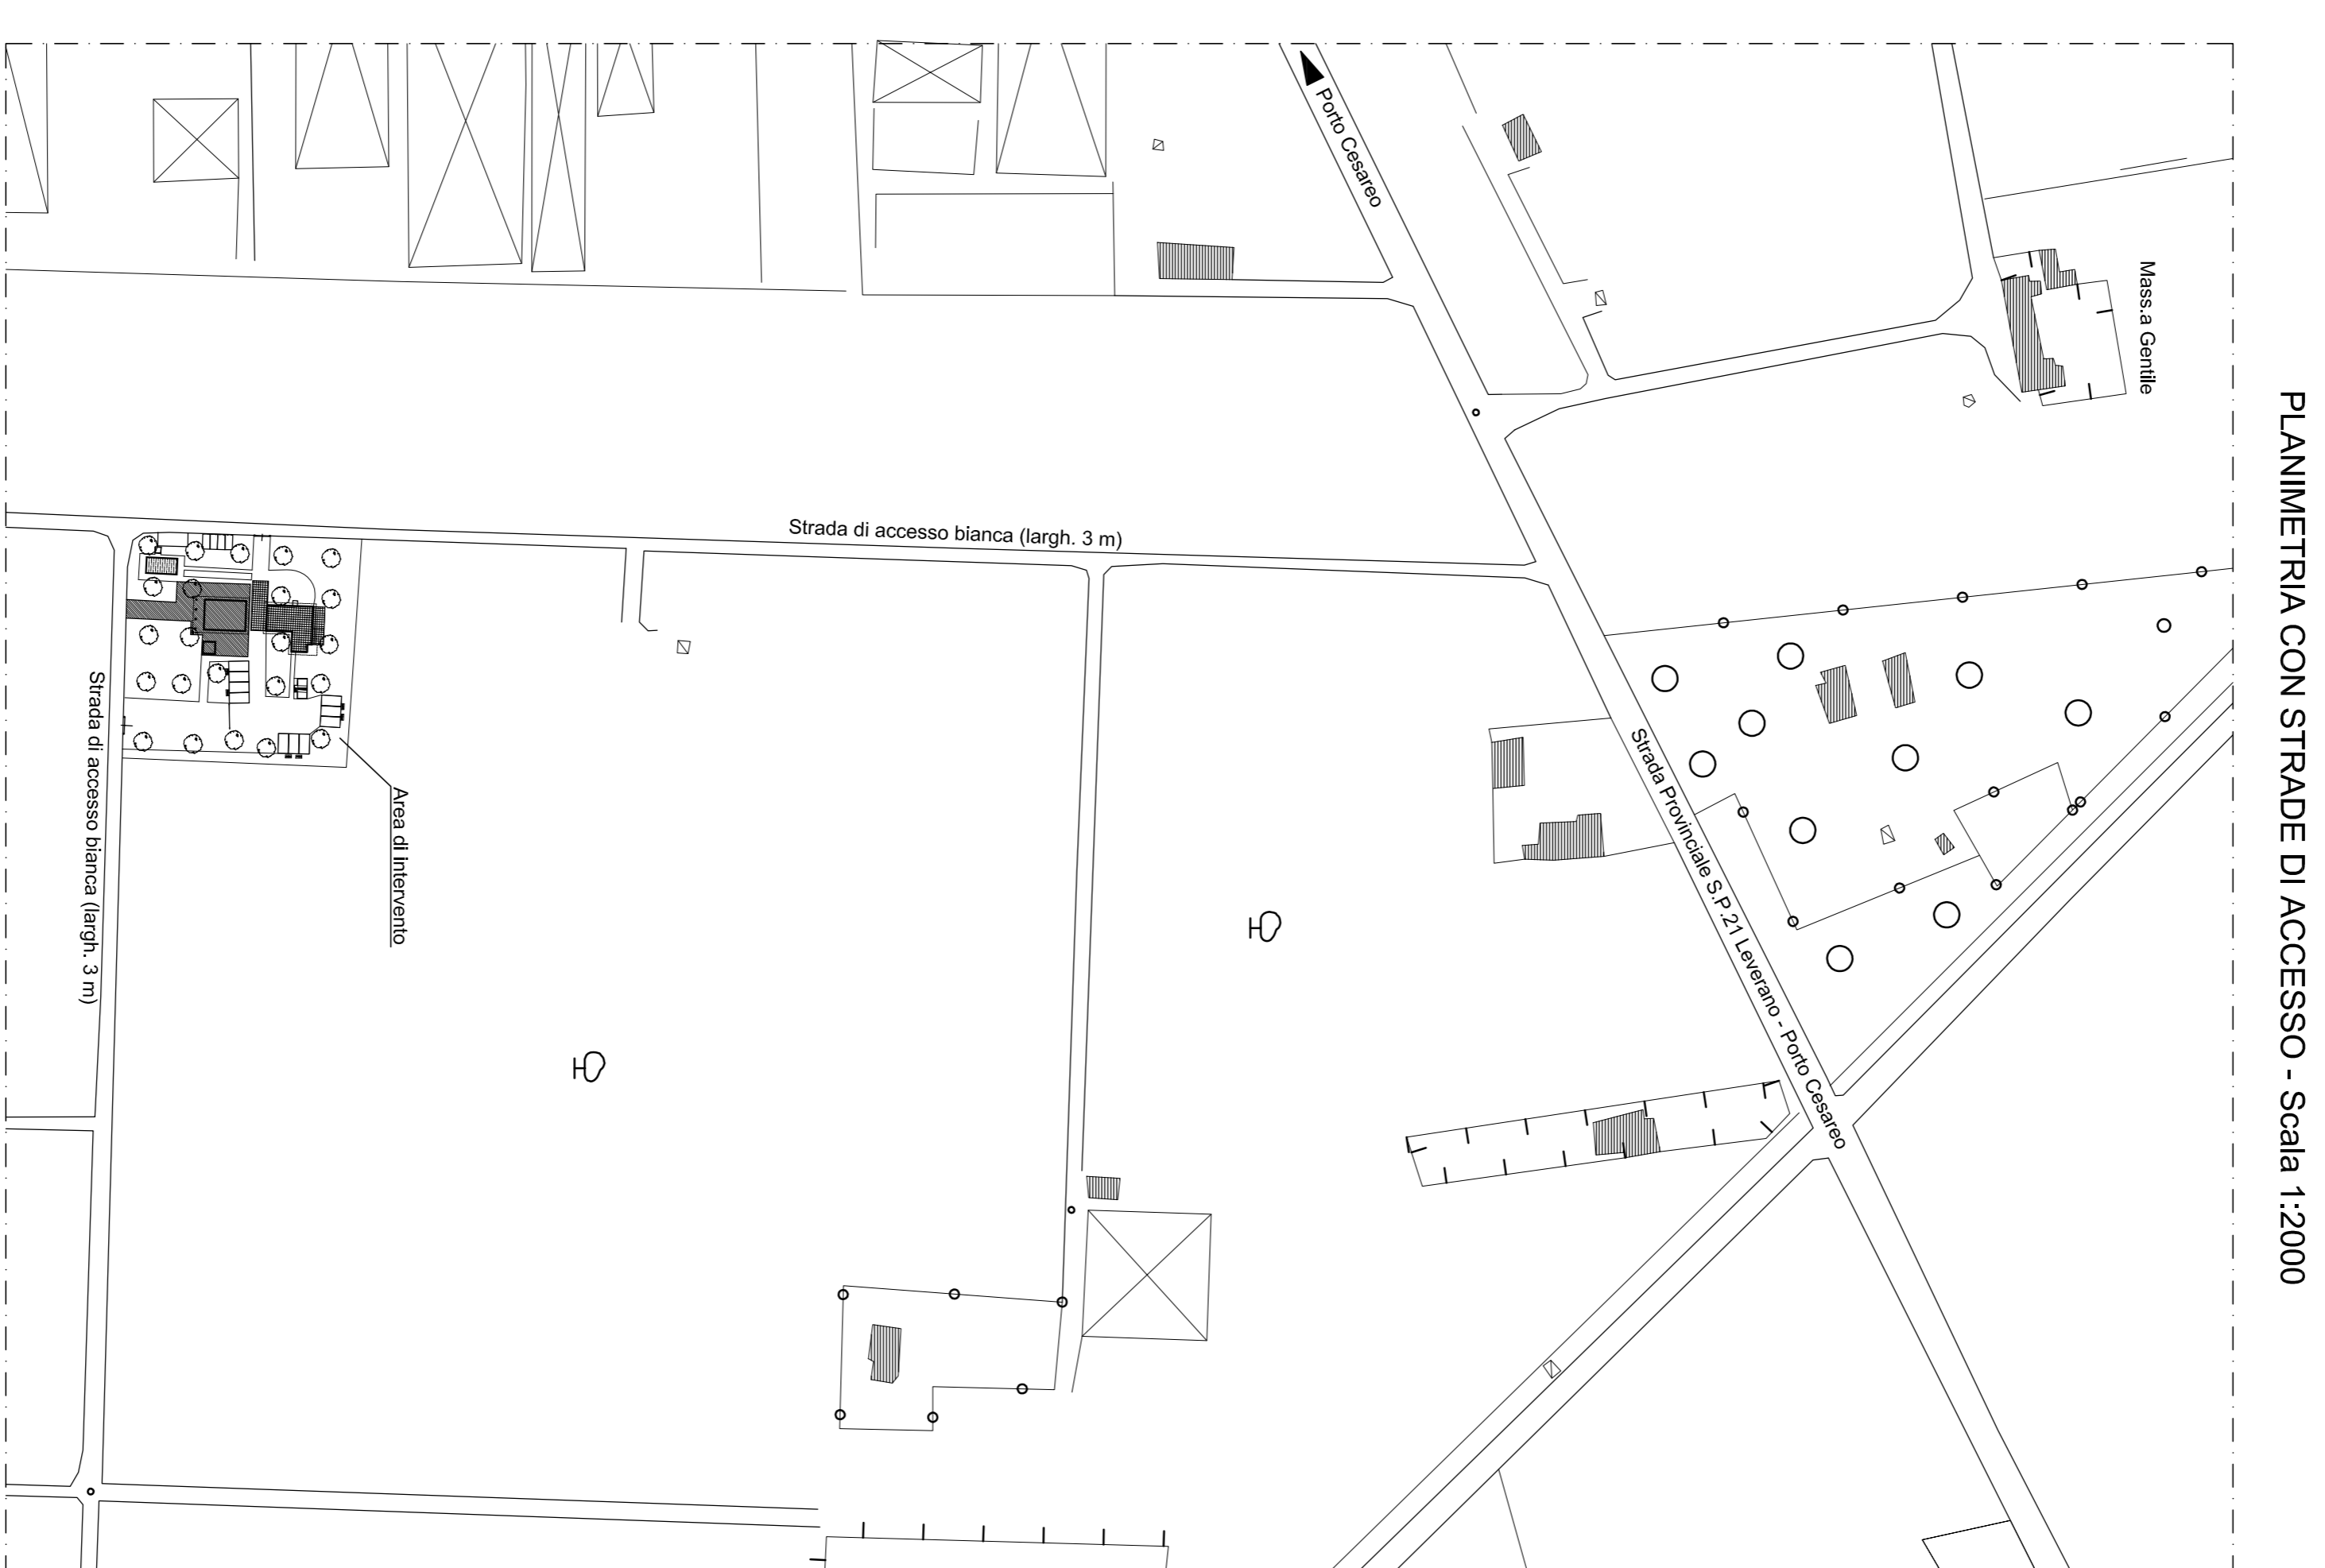 PLANIMETRIA CON STRADE DI ACCESSO - Scala 1:2000
Mass.a Gentile
Porto Cesareo
Strada di accesso bianca (largh. 3 m)
Strada Provinciale S.P.21 Leverano - Porto Cesareo
Area di intervento
Strada di accesso bianca (largh. 3 m)